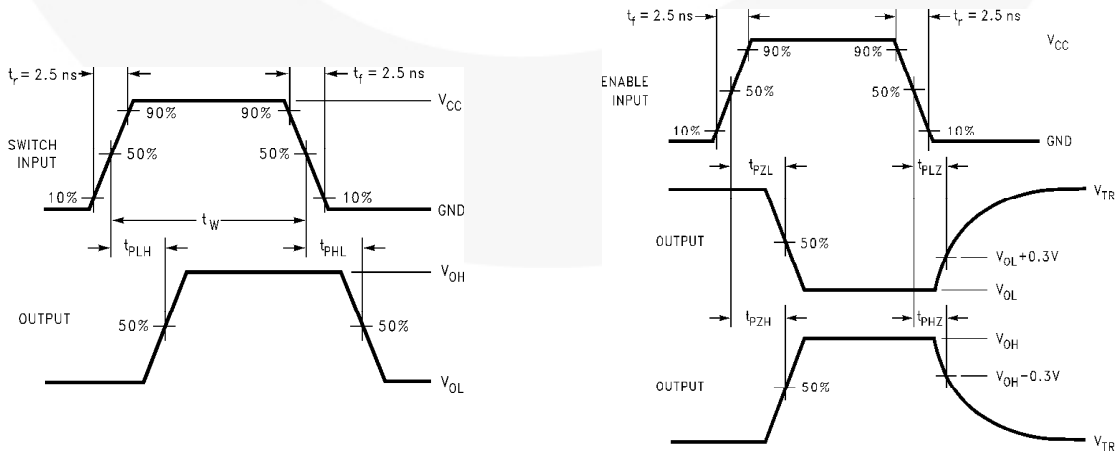 t_r = 2.5 ns
t_f = 2.5 ns
V_CC
90%
90%
SWITCH
INPUT
50%
50%
10%
10%
GND
t_W
t_PLH
t_PHL
V_OH
OUTPUT
50%
50%
V_OL
t_f = 2.5 ns
t_r = 2.5 ns
V_CC
90%
90%
ENABLE
INPUT
50%
50%
10%
10%
GND
t_PZL
t_PLZ
V_TR
OUTPUT
50%
V_OL+0.3V
V_OL
t_PZH
t_PHZ
V_OH
V_OH–0.3V
OUTPUT
50%
V_TR